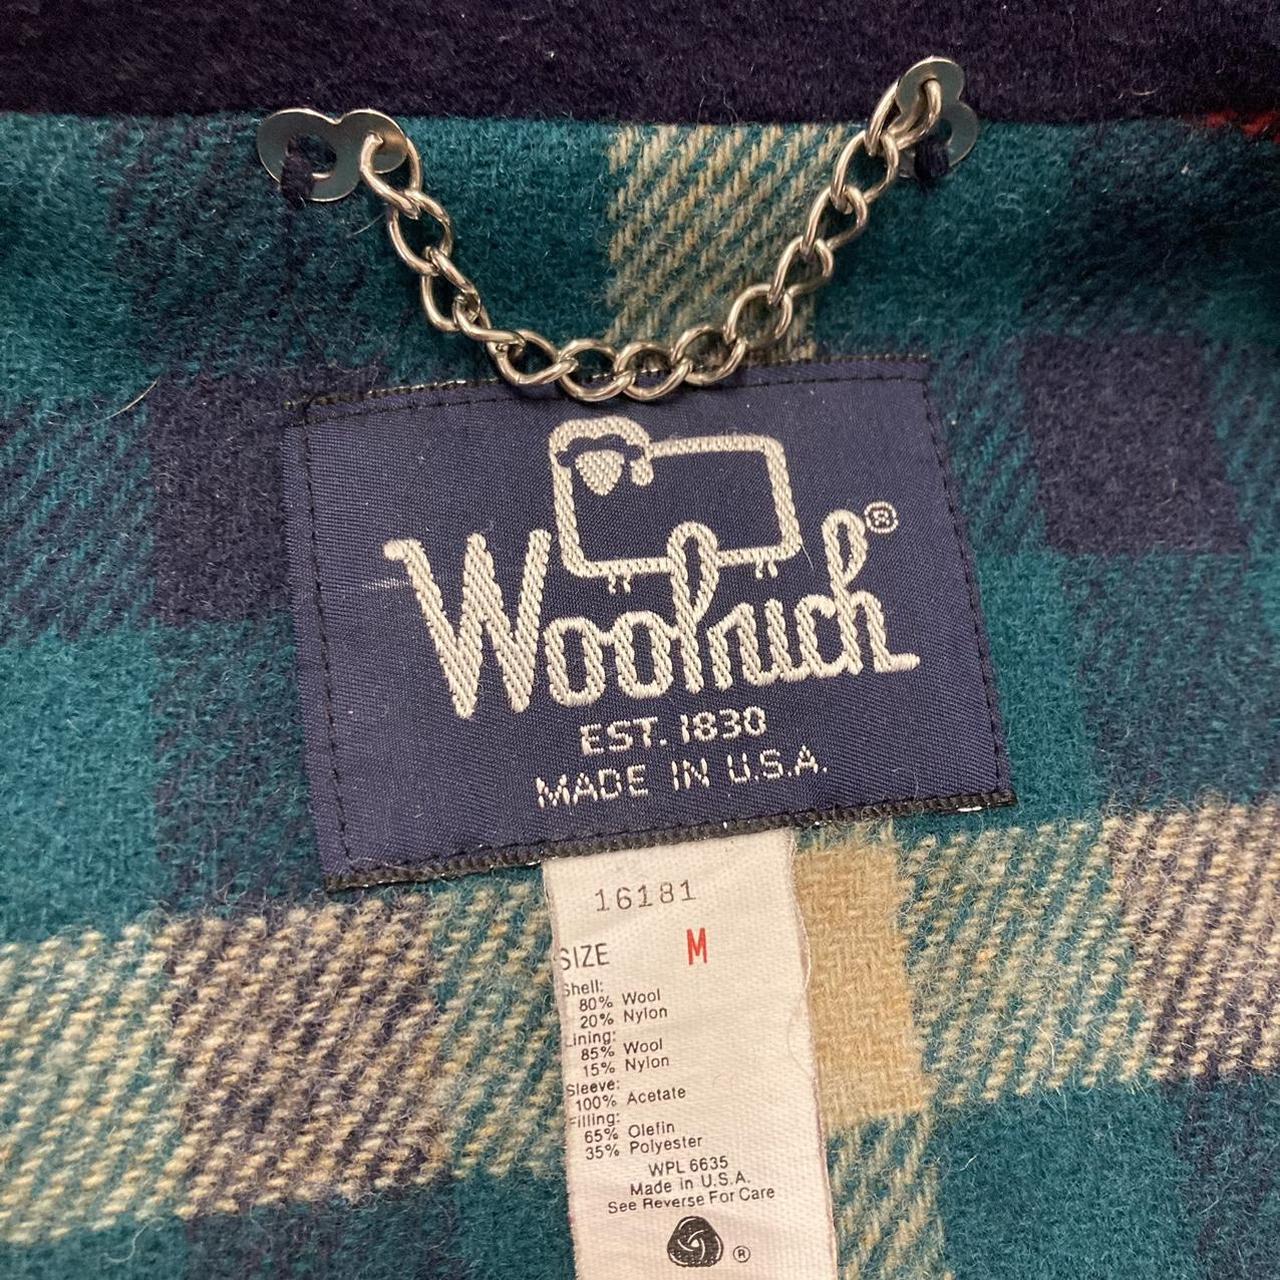 Woolrich®
EST. 1830
MADE IN U.S.A.
16181
SIZE M
Shell:
80% Wool
20% Nylon
Lining:
85% Wool
15% Nylon
Sleeve:
100% Acetate
Filling:
65% Olefin
35% Polyester
WPL 6635
Made in U.S.A.
See Reverse For Care
®